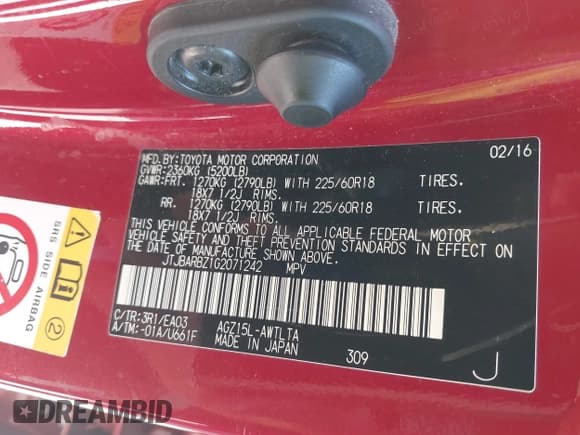 MFD.BY:TOYOTA MOTOR CORPORATION 02/16
GVWR:2360KG (5200LB)
GAWR:FRT. 1270KG (2790LB) WITH 225/60R18 TIRES.
18X7 1/2J RIMS.
RR. 1270KG (2790LB) WITH 225/60R18 TIRES.
18X7 1/2J RIMS.
THIS VEHICLE CONFORMS TO ALL APPLICABLE FEDERAL MOTOR
VEHICLE SAFETY AND THEFT PREVENTION STANDARDS IN EFFECT ON
THE DATE OF MANUFACTURE SHOWN ABOVE.
JTJBARBZ1G2071242 MPV
C/TR:3R1/EA03 AGZ15L-AWTLTA
A/TM:-01A/U661F MADE IN JAPAN 309 J
SRS SIDE AIRBAG
2
DREAMBID